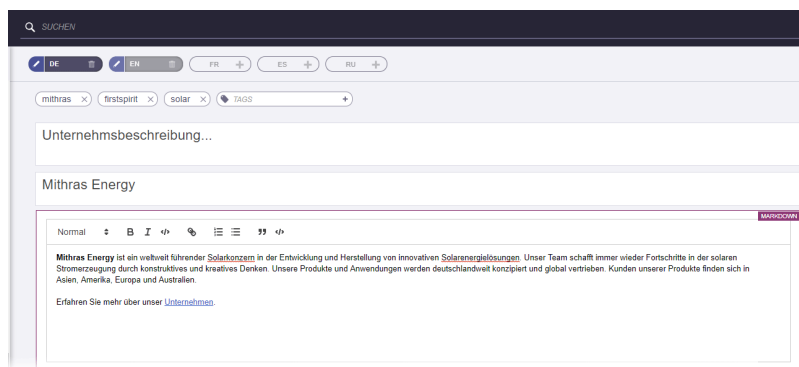 SUCHEN
DE EN FR ES RU
mithras firstspirit solar TAGS
Unternehmsbeschreibung...
Mithras Energy
MARKDOWN
Normal
Mithras Energy ist ein weltweit führender Solarkonzern in der Entwicklung und Herstellung von innovativen Solarenergielösungen. Unser Team schafft immer wieder Fortschritte in der solaren
Stromerzeugung durch konstruktives und kreatives Denken. Unsere Produkte und Anwendungen werden deutschlandweit konzipiert und global vertrieben. Kunden unserer Produkte finden sich in
Asien, Amerika, Europa und Australien.
Erfahren Sie mehr über unser Unternehmen.